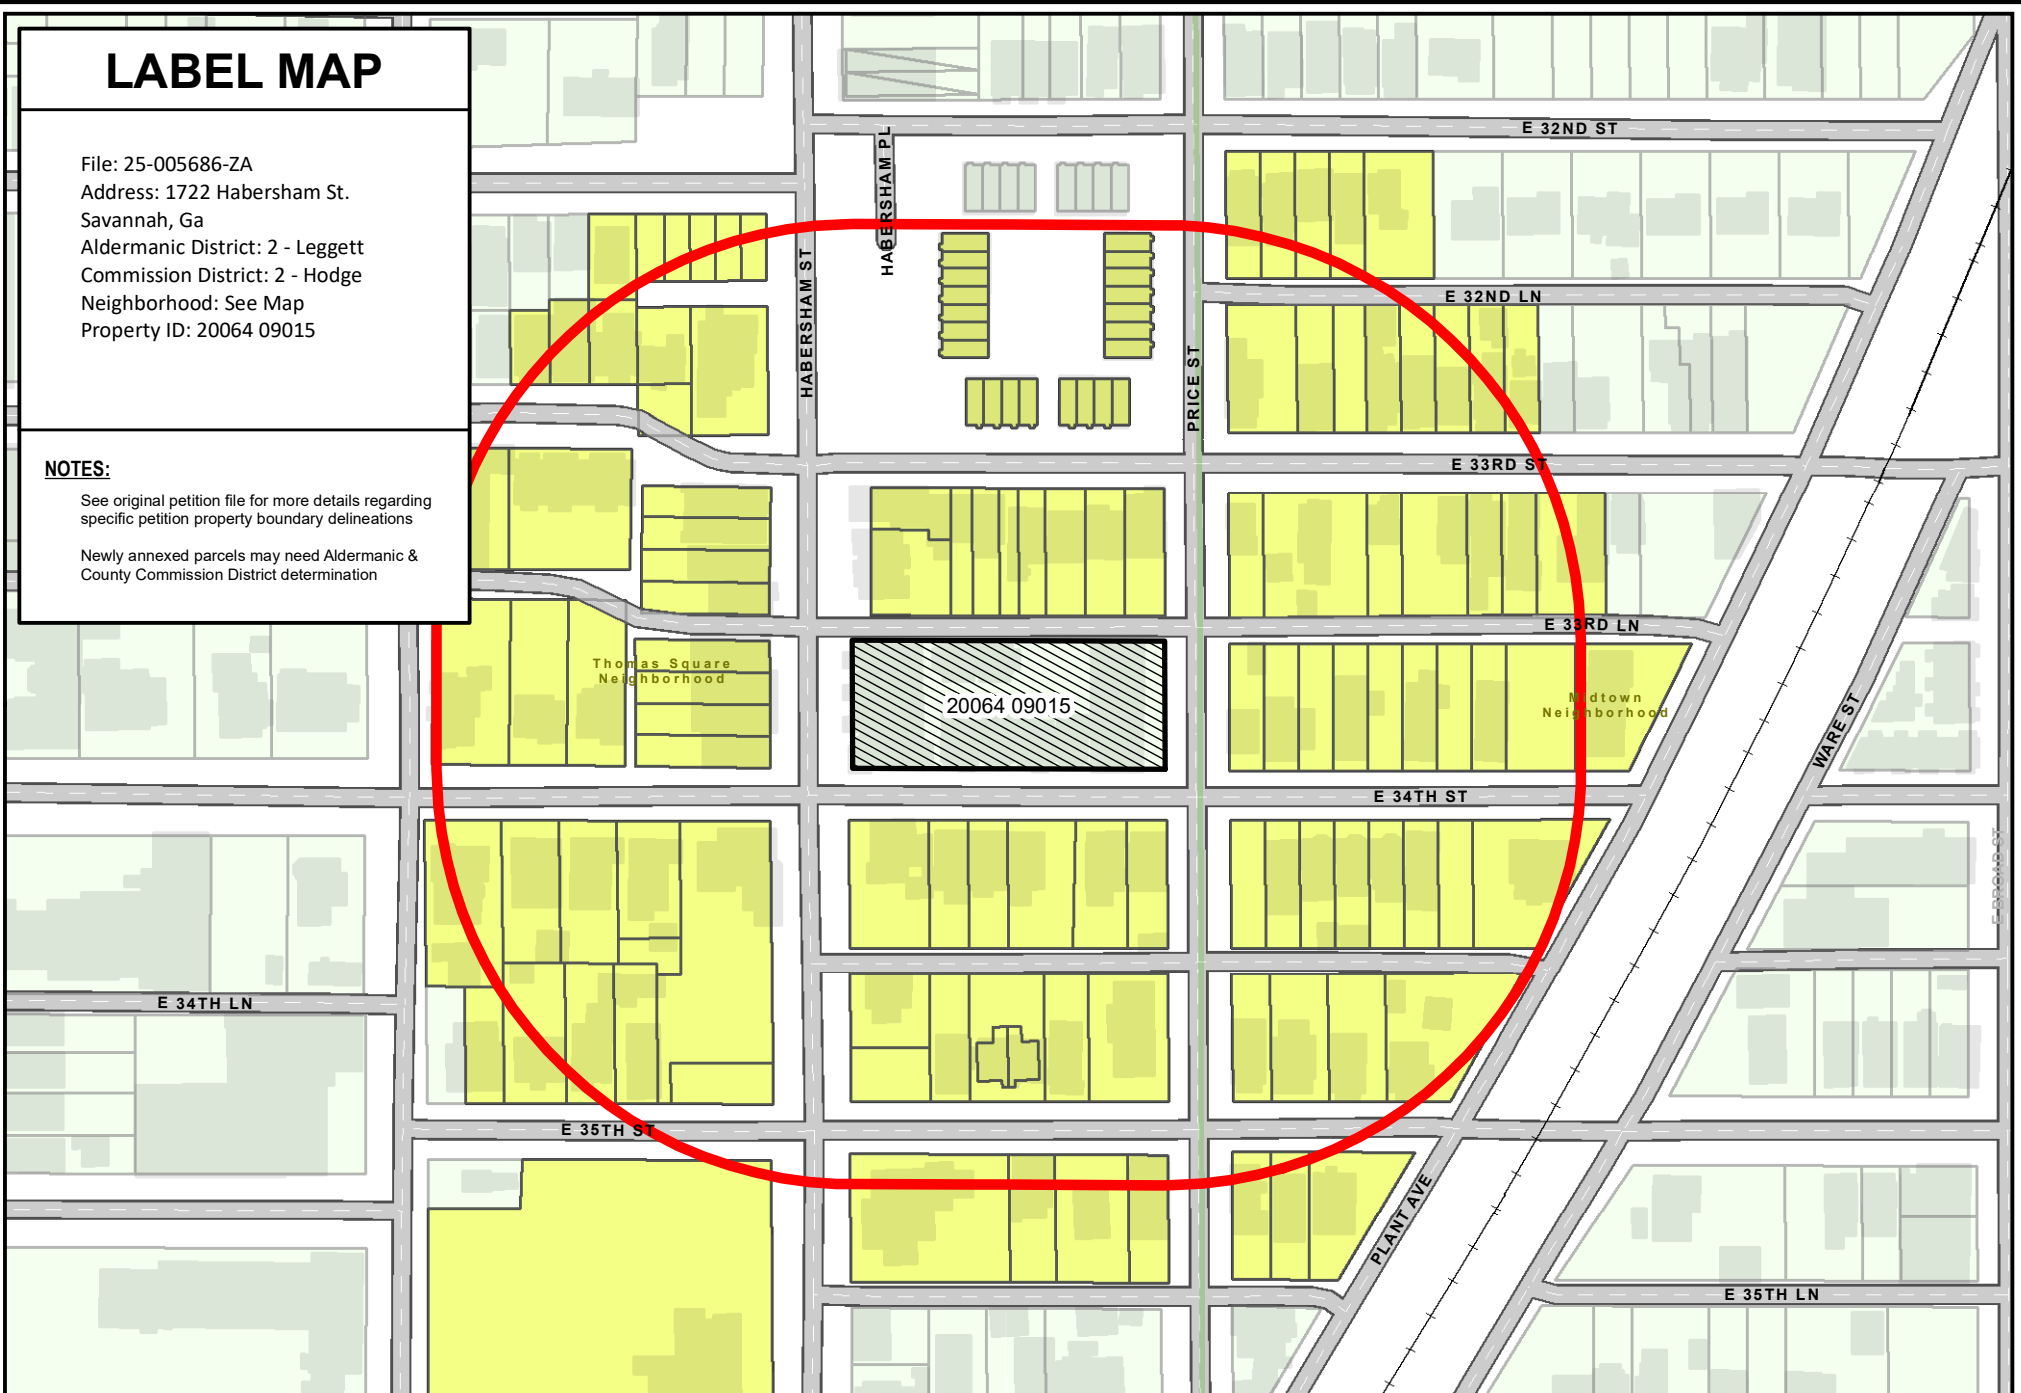 LABEL MAP
File: 25-005686-ZA
Address: 1722 Habersham St.
Savannah, Ga
Aldermanic District: 2 - Leggett
Commission District: 2 - Hodge
Neighborhood: See Map
Property ID: 20064 09015
NOTES:
See original petition file for more details regarding
specific petition property boundary delineations
Newly annexed parcels may need Aldermanic &
County Commission District determination
E 32ND ST
HABERSHAM PL
HABERSHAM ST
E 32ND LN
PRICE ST
E 33RD ST
E 33RD LN
Thomas Square
Neighborhood
20064 09015
Midtown
Neighborhood
WARE ST
E 34TH ST
E BROAD ST
E 34TH LN
E 35TH ST
PLANT AVE
E 35TH LN